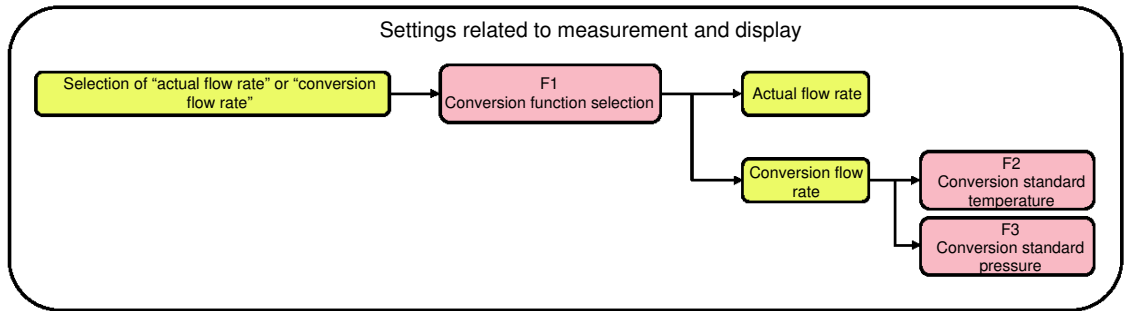 Settings related to measurement and display
Selection of “actual flow rate” or “conversion
flow rate”
F1
Conversion function selection
Actual flow rate
Conversion flow
rate
F2
Conversion standard
temperature
F3
Conversion standard
pressure